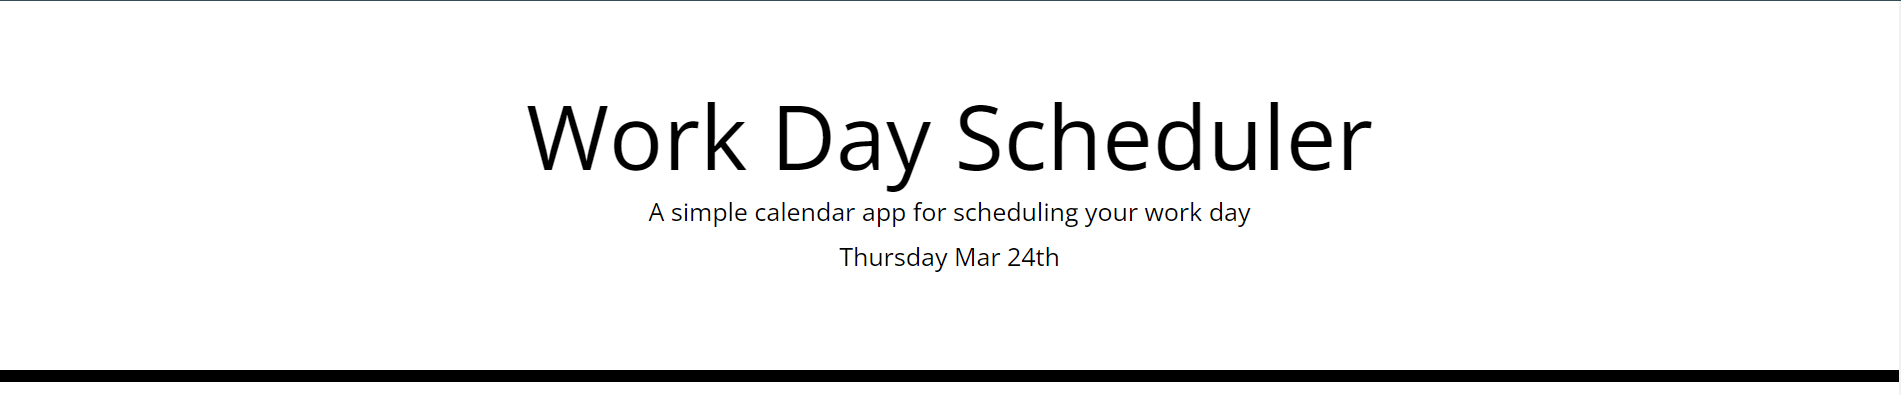 Work Day Scheduler
A simple calendar app for scheduling your work day
Thursday Mar 24th